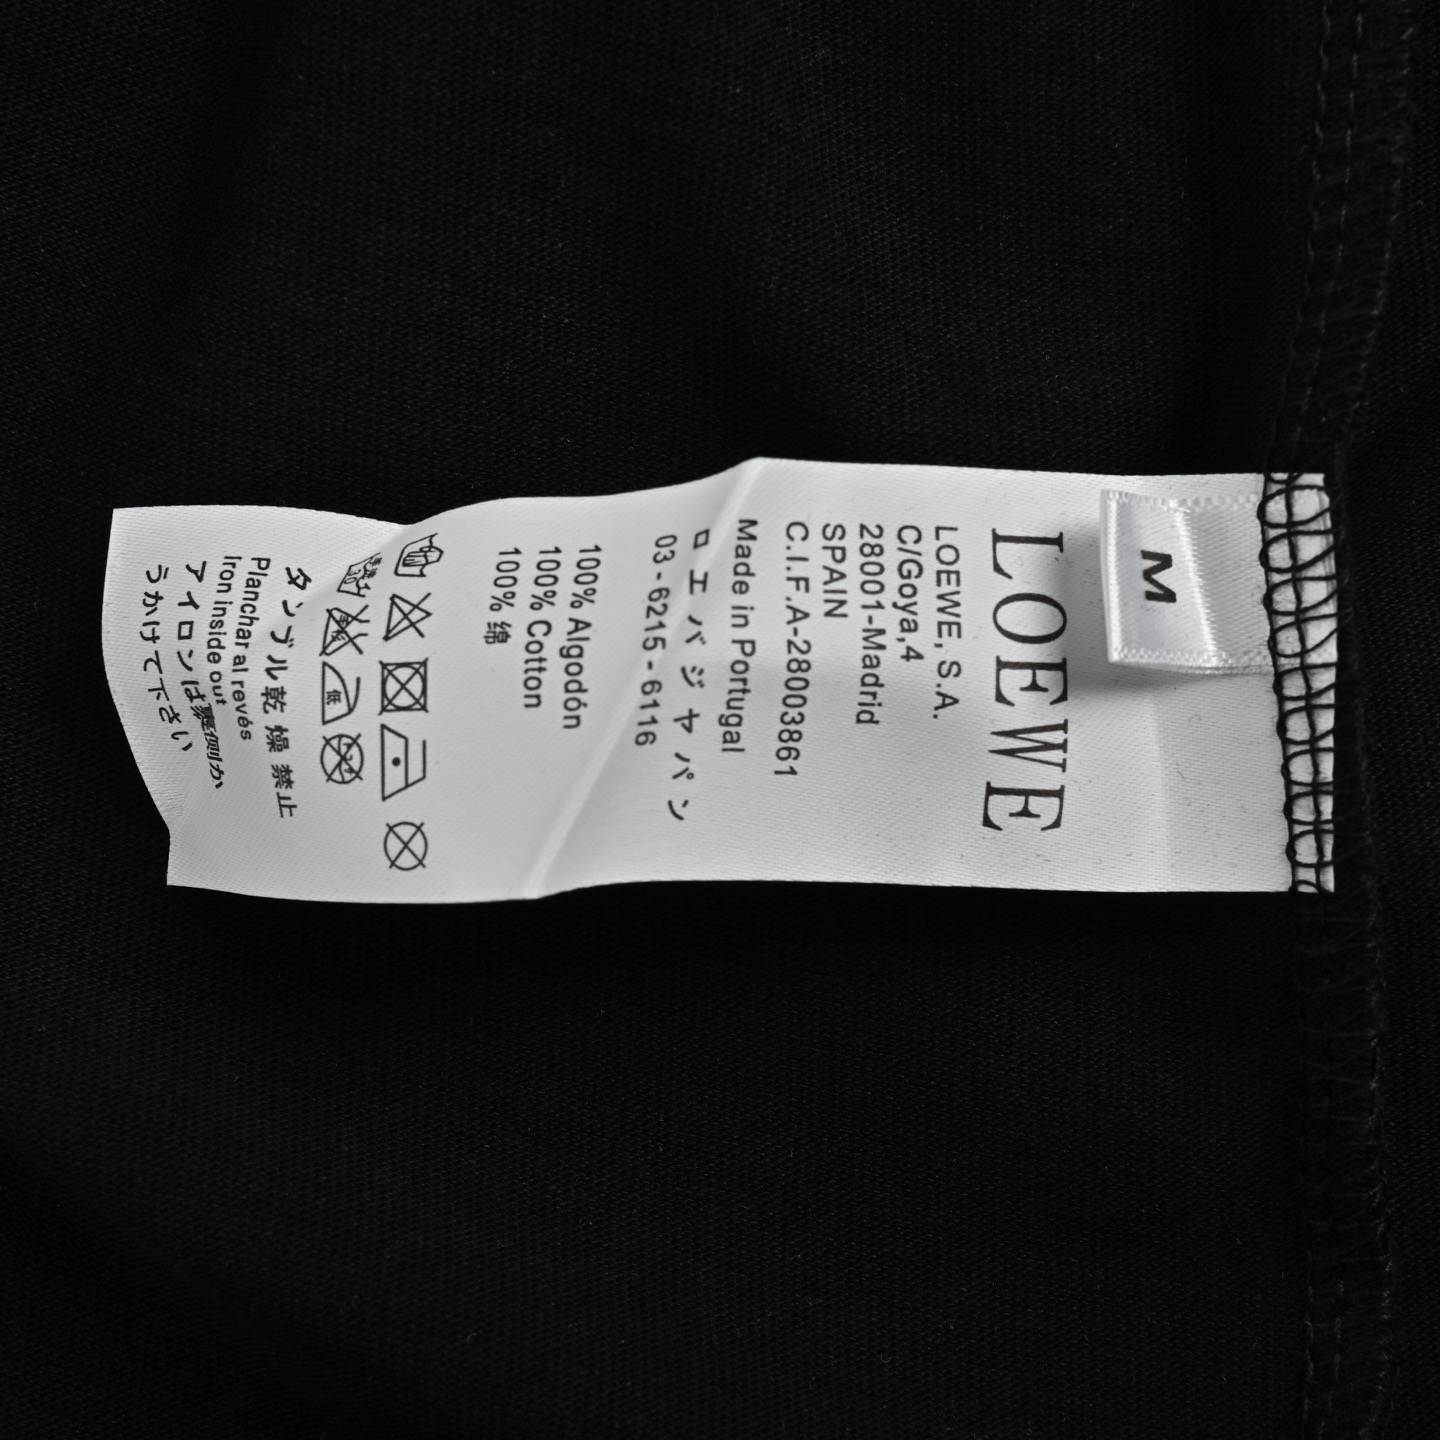 M
LOEWE
LOEWE, S.A.
C/Goya,4
28001-Madrid
SPAIN
C.I.F.A-28003861
Made in Portugal
ロエバジャパン
03-6215-6116
100% Algodón
100% Cotton
100% 绵
低
タンブル乾燥禁止
Planchar al revés
Iron inside out
アイロンは裏側か
うかけて下さい